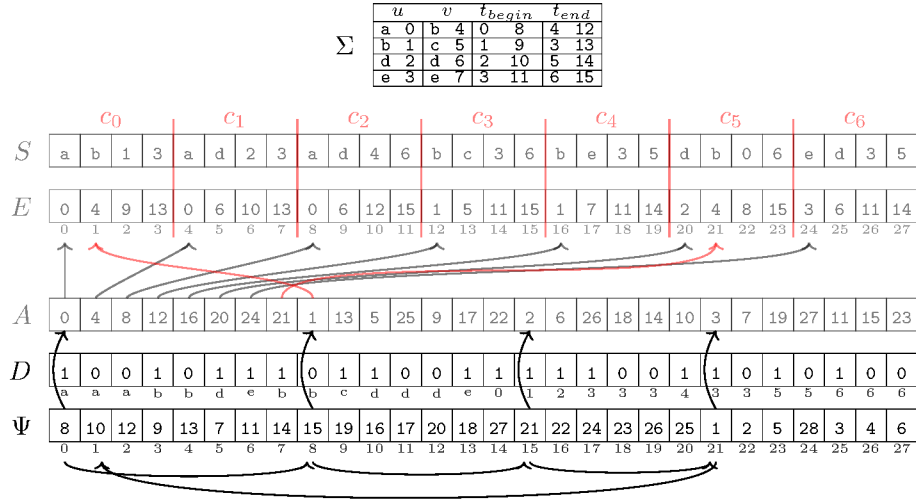 u v t_begin t_end
Σ
a 0 b 4 0 8 4 12
b 1 c 5 1 9 3 13
d 2 d 6 2 10 5 14
e 3 e 7 3 11 6 15
c_0 c_1 c_2 c_3 c_4 c_5 c_6
S a b 1 3 a d 2 3 a d 4 6 b c 3 6 b e 3 5 d b 0 6 e d 3 5
E 0 4 9 13 0 6 10 13 0 6 12 15 1 5 11 15 1 7 11 14 2 4 8 15 3 6 11 14
0 1 2 3 4 5 6 7 8 9 10 11 12 13 14 15 16 17 18 19 20 21 22 23 24 25 26 27
A 0 4 8 12 16 20 24 21 1 13 5 25 9 17 22 2 6 26 18 14 10 3 7 19 27 11 15 23
D 1 0 0 1 0 1 1 1 0 1 1 0 0 1 1 1 1 1 0 0 1 1 0 1 0 1 0 0
a a a b b d e b b c d d d e 0 1 2 3 3 3 4 3 3 5 5 6 6 6
Ψ 8 10 12 9 13 7 11 14 15 19 16 17 20 18 27 21 22 24 23 26 25 1 2 5 28 3 4 6
0 1 2 3 4 5 6 7 8 9 10 11 12 13 14 15 16 17 18 19 20 21 22 23 24 25 26 27